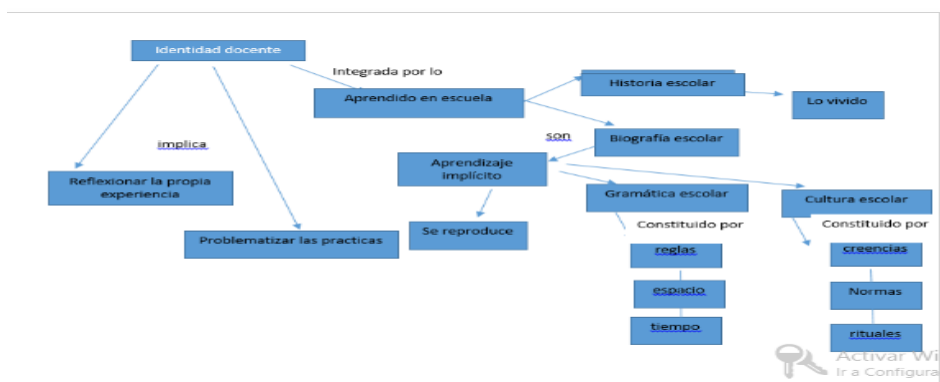 Identidad docente
Integrada por lo
Aprendido en escuela
Historia escolar
Lo vivido
implica
son
Biografía escolar
Aprendizaje
implícito
Reflexionar la propia
experiencia
Gramática escolar
Cultura escolar
Se reproduce
Problematizar las practicas
Constituido por
reglas
espacio
tiempo
Constituido por
creencias
Normas
rituales
Activar Wi
Ir a Configura